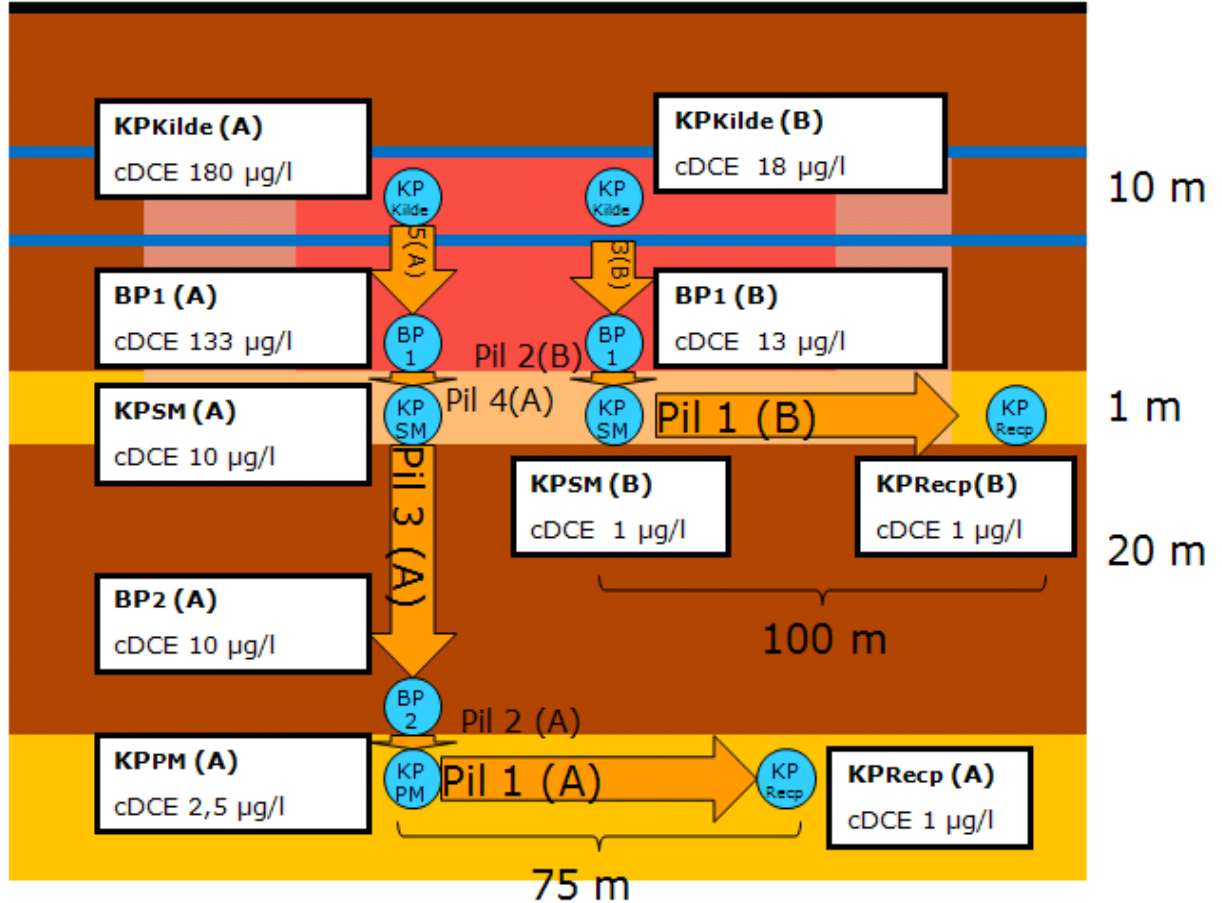 KPKilde (A)
cDCE 180 µg/l
KPKilde (B)
cDCE 18 µg/l
10 m
KP
Kilde
KP
Kilde
5(A)
3(B)
BP1 (A)
cDCE 133 µg/l
BP1 (B)
cDCE 13 µg/l
BP
1
Pil 2(B)
BP
1
KPSM (A)
cDCE 10 µg/l
KP
SM
Pil 4(A)
KP
SM
Pil 1 (B)
KP
Recp
1 m
Pil 3 (A)
KPSM (B)
cDCE 1 µg/l
KPRecp(B)
cDCE 1 µg/l
20 m
100 m
BP2 (A)
cDCE 10 µg/l
BP
2
Pil 2 (A)
KPPM (A)
cDCE 2,5 µg/l
KP
PM
Pil 1 (A)
KP
Recp
KPRecp (A)
cDCE 1 µg/l
75 m